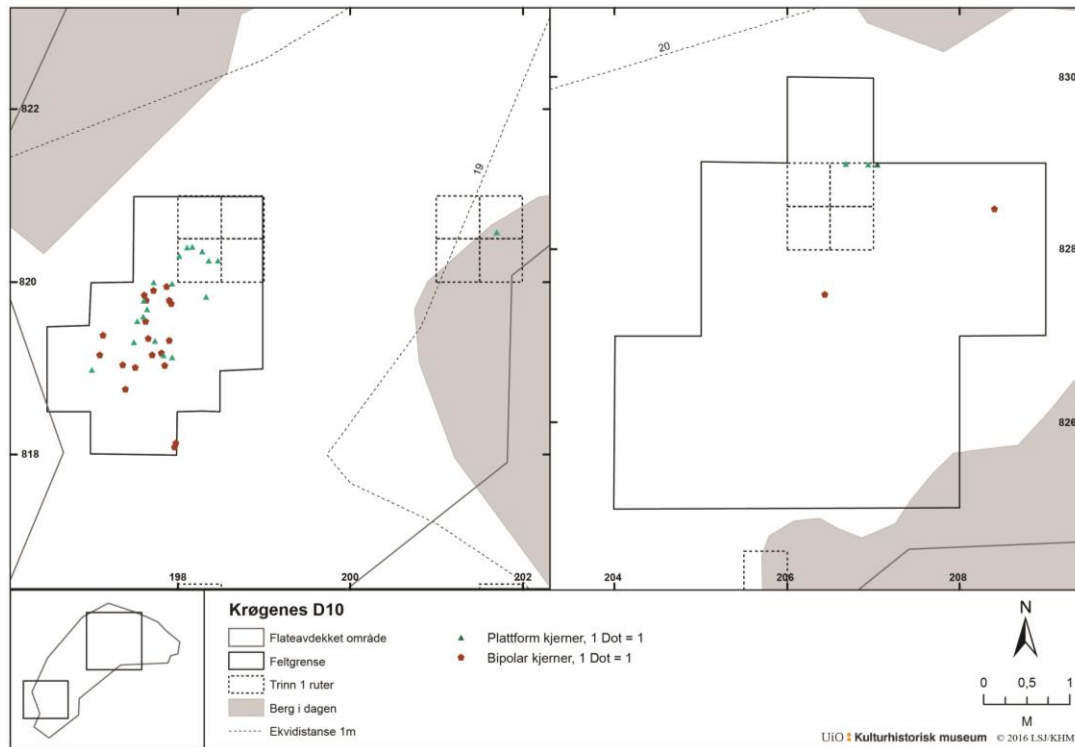 20
830
822
19
828
820
826
818
198
200
202
204
206
208
Krøgenes D10
Flateavdekket område
Feltgrense
Trinn 1 ruter
Berg i dagen
Ekvidistanse 1m
Plattform kjerner, 1 Dot = 1
Bipolar kjerner, 1 Dot = 1
N
0 0,5 1
M
UiO Kulturhistorisk museum © 2016 LSJ/KHM